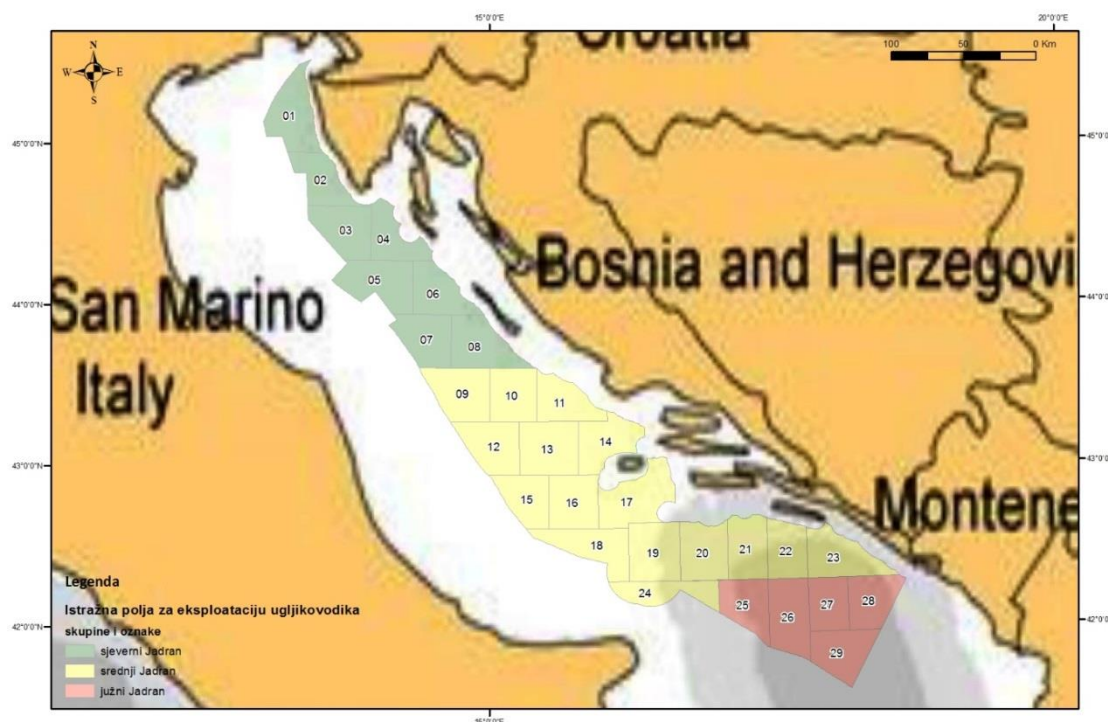 15°0'0"E
20°0'0"E
N
W E
S
Croatia
100 50 0 Km
45°0'0"N
45°0'0"N
01
02
03
04
Bosnia and Herzegovi
05
06
44°0'0"N
44°0'0"N
San Marino
07
08
Italy
09
10
11
12
13
14
43°0'0"N
43°0'0"N
15
16
17
Montene
18
19
20
21
22
23
24
25
26
27
28
29
42°0'0"N
42°0'0"N
Legenda
Istražna polja za eksploataciju ugljikovodika
skupine i oznake
sjeverni Jadran
srednji Jadran
južni Jadran